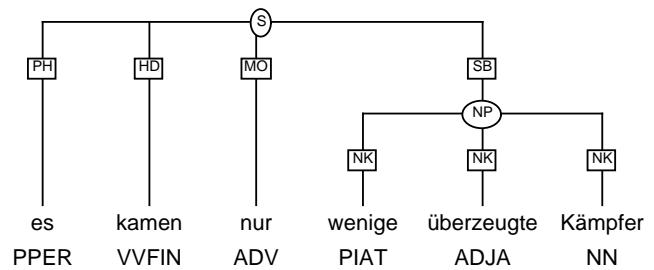 S
PH HD MO SB
NP
NK NK NK
es kamen nur wenige überzeugte Kämpfer
PPER VVFIN ADV PIAT ADJA NN